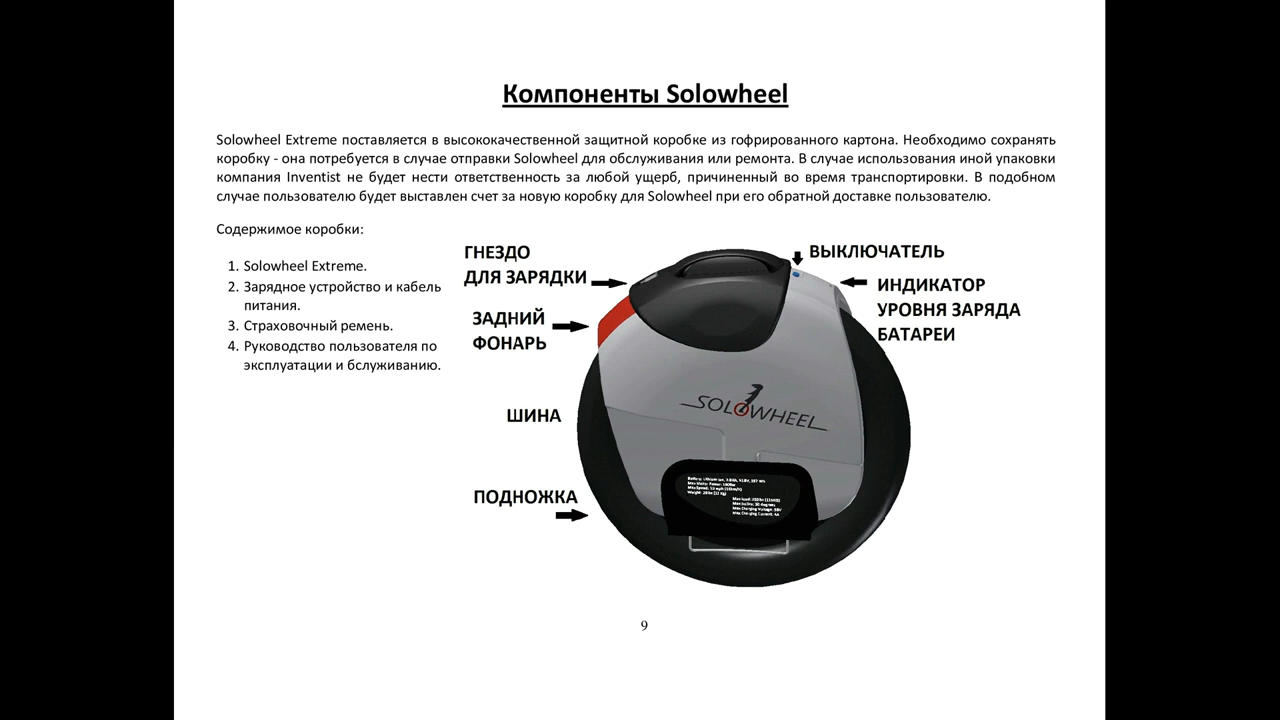 Компоненты Solowheel
Solowheel Extreme поставляется в высококачественной защитной коробке из гофрированного картона. Необходимо сохранять
коробку - она потребуется в случае отправки Solowheel для обслуживания или ремонта. В случае использования иной упаковки
компания Inventist не будет нести ответственность за любой ущерб, причиненный во время транспортировки. В подобном
случае пользователю будет выставлен счет за новую коробку для Solowheel при его обратной доставке пользователю.
Содержимое коробки:
1. Solowheel Extreme.
2. Зарядное устройство и кабель
питания.
3. Страховочный ремень.
4. Руководство пользователя по
эксплуатации и бслуживанию.
ГНЕЗДО
ДЛЯ ЗАРЯДКИ
ЗАДНИЙ
ФОНАРЬ
ШИНА
ПОДНОЖКА
ВЫКЛЮЧАТЕЛЬ
ИНДИКАТОР
УРОВНЯ ЗАРЯДА
БАТАРЕИ
SOLOWHEEL
9